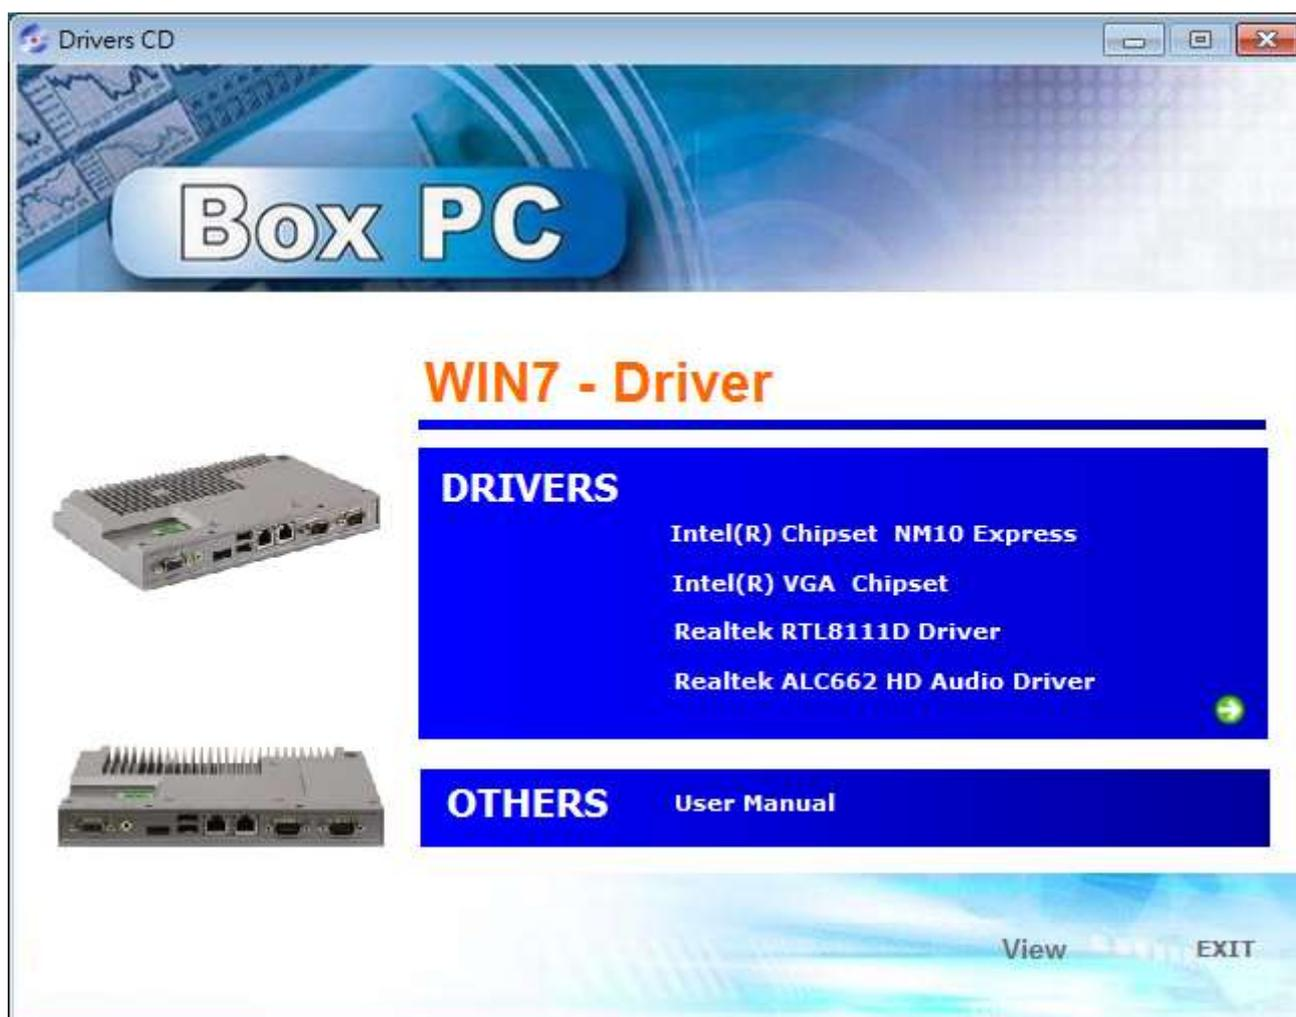 Drivers CD
Box PC
WIN7 - Driver
DRIVERS
Intel(R) Chipset  NM10 Express
Intel(R) VGA  Chipset
Realtek RTL8111D Driver
Realtek ALC662 HD Audio Driver
OTHERS User Manual
View EXIT